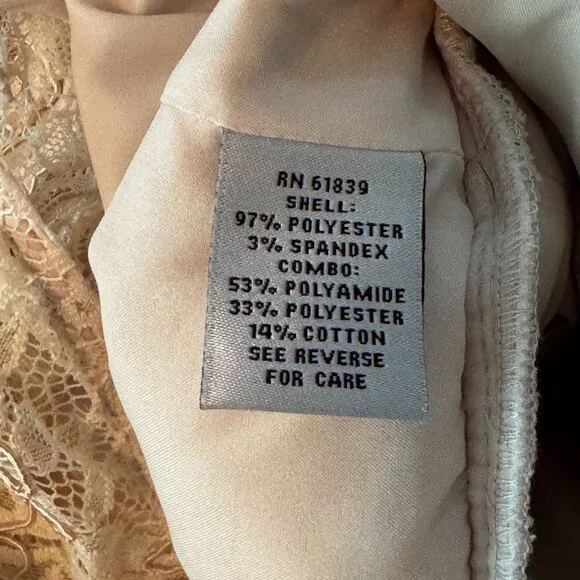 RN 61839
SHELL:
97% POLYESTER
3% SPANDEX
COMBO:
53% POLYAMIDE
33% POLYESTER
14% COTTON
SEE REVERSE
FOR CARE